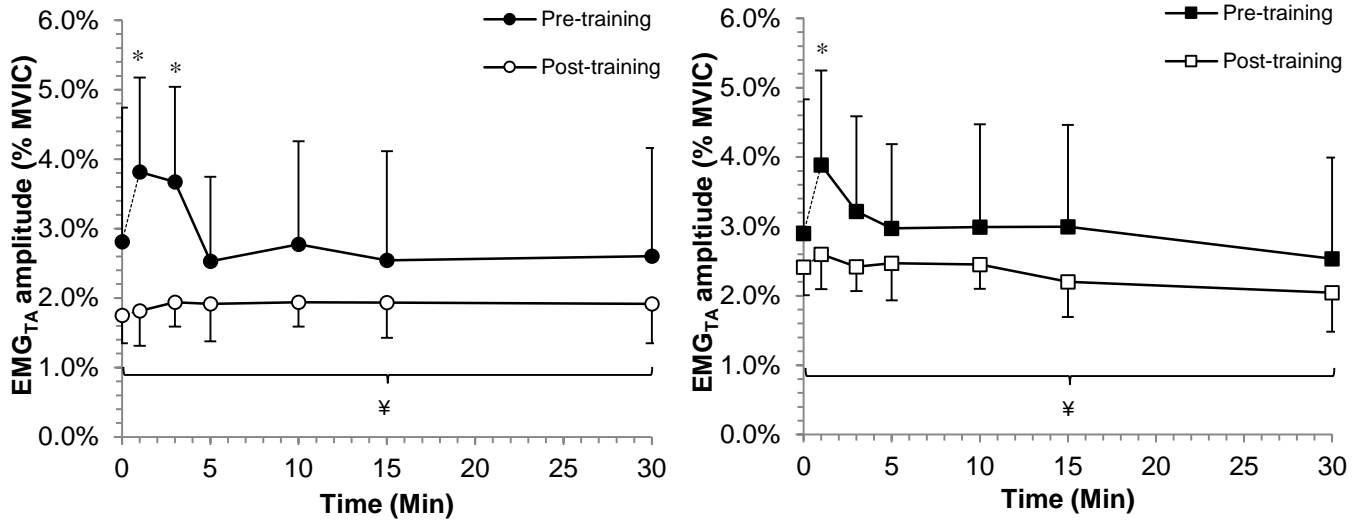 6.0%
5.0%
4.0%
3.0%
2.0%
1.0%
0.0%
EMG_TA amplitude (% MVIC)
Pre-training
Post-training
*
*
¥
0 5 10 15 20 25 30
Time (Min)
6.0%
5.0%
4.0%
3.0%
2.0%
1.0%
0.0%
EMG_TA ampltiude (% MVIC)
Pre-training
Post-training
*
¥
0 5 10 15 20 25 30
Time (Min)